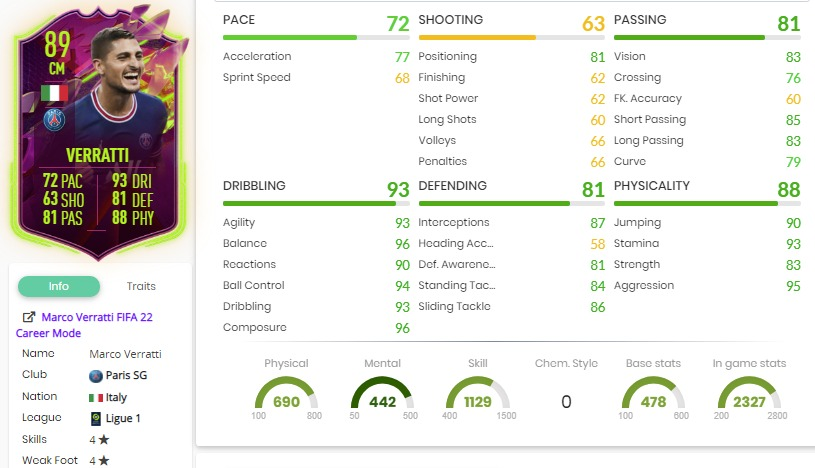 89
CM
VERRATTI
72 PAC 93 DRI
63 SHO 81 DEF
81 PAS 88 PHY
Info Traits
Marco Verratti FIFA 22
Career Mode
Name Marco Verratti
Club Paris SG
Nation Italy
League Ligue 1
Skills 4★
Weak Foot 4★
PACE 72
Acceleration 77
Sprint Speed 68
SHOOTING 63
Positioning 81
Finishing 62
Shot Power 62
Long Shots 60
Volleys 66
Penalties 66
PASSING 81
Vision 83
Crossing 76
FK. Accuracy 60
Short Passing 85
Long Passing 83
Curve 79
DRIBBLING 93
Agility 93
Balance 96
Reactions 90
Ball Control 94
Dribbling 93
Composure 96
DEFENDING 81
Interceptions 87
Heading Acc... 58
Def. Awarene... 81
Standing Tac... 84
Sliding Tackle 86
PHYSICALITY 88
Jumping 90
Stamina 93
Strength 83
Aggression 95
Physical
690
100 800
Mental
442
50 500
Skill
1129
400 1500
Chem. Style
0
Base stats
478
100 600
In game stats
2327
200 2800